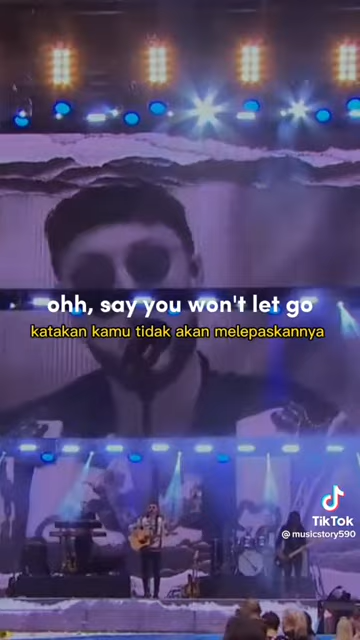 ohh, say you won't let go
katakan kamu tidak akan melepaskannya
TikTok
@musicstory590